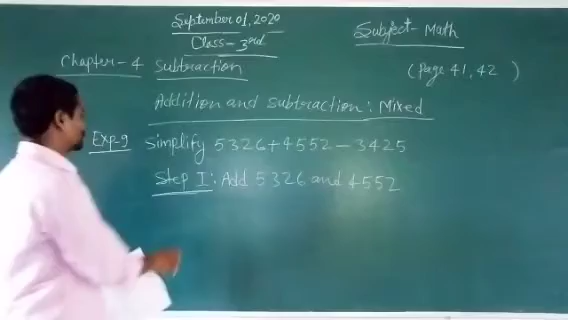 September 01, 2020
Subject- Math
Class- 3rd
Chapter-4 Subtraction
(Page 41, 42 )
Addition and Subtraction: Mixed
Exp-9 Simplify 5326+4552-3425
Step I: Add 5326 and 4552